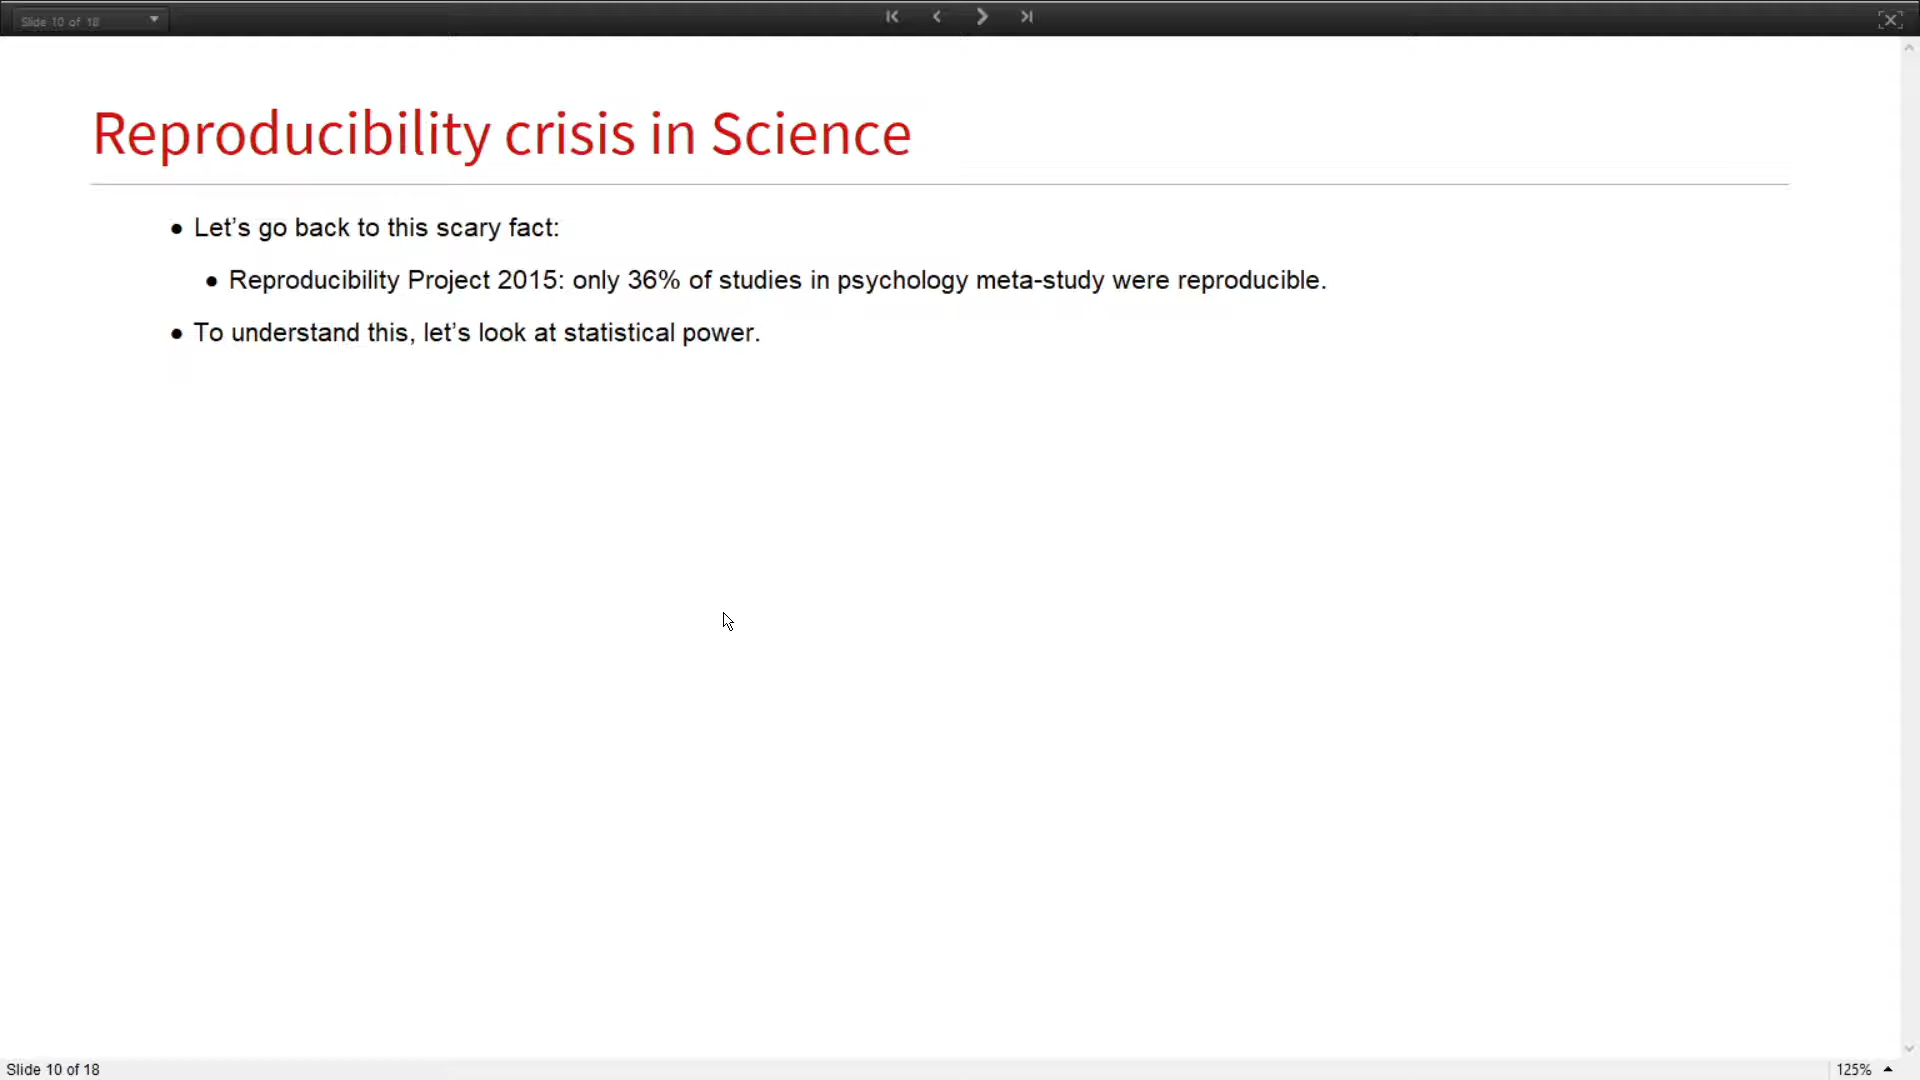 Slide 10 of 18
Reproducibility crisis in Science
● Let’s go back to this scary fact:
● Reproducibility Project 2015: only 36% of studies in psychology meta-study were reproducible.
● To understand this, let’s look at statistical power.
Slide 10 of 18
125%